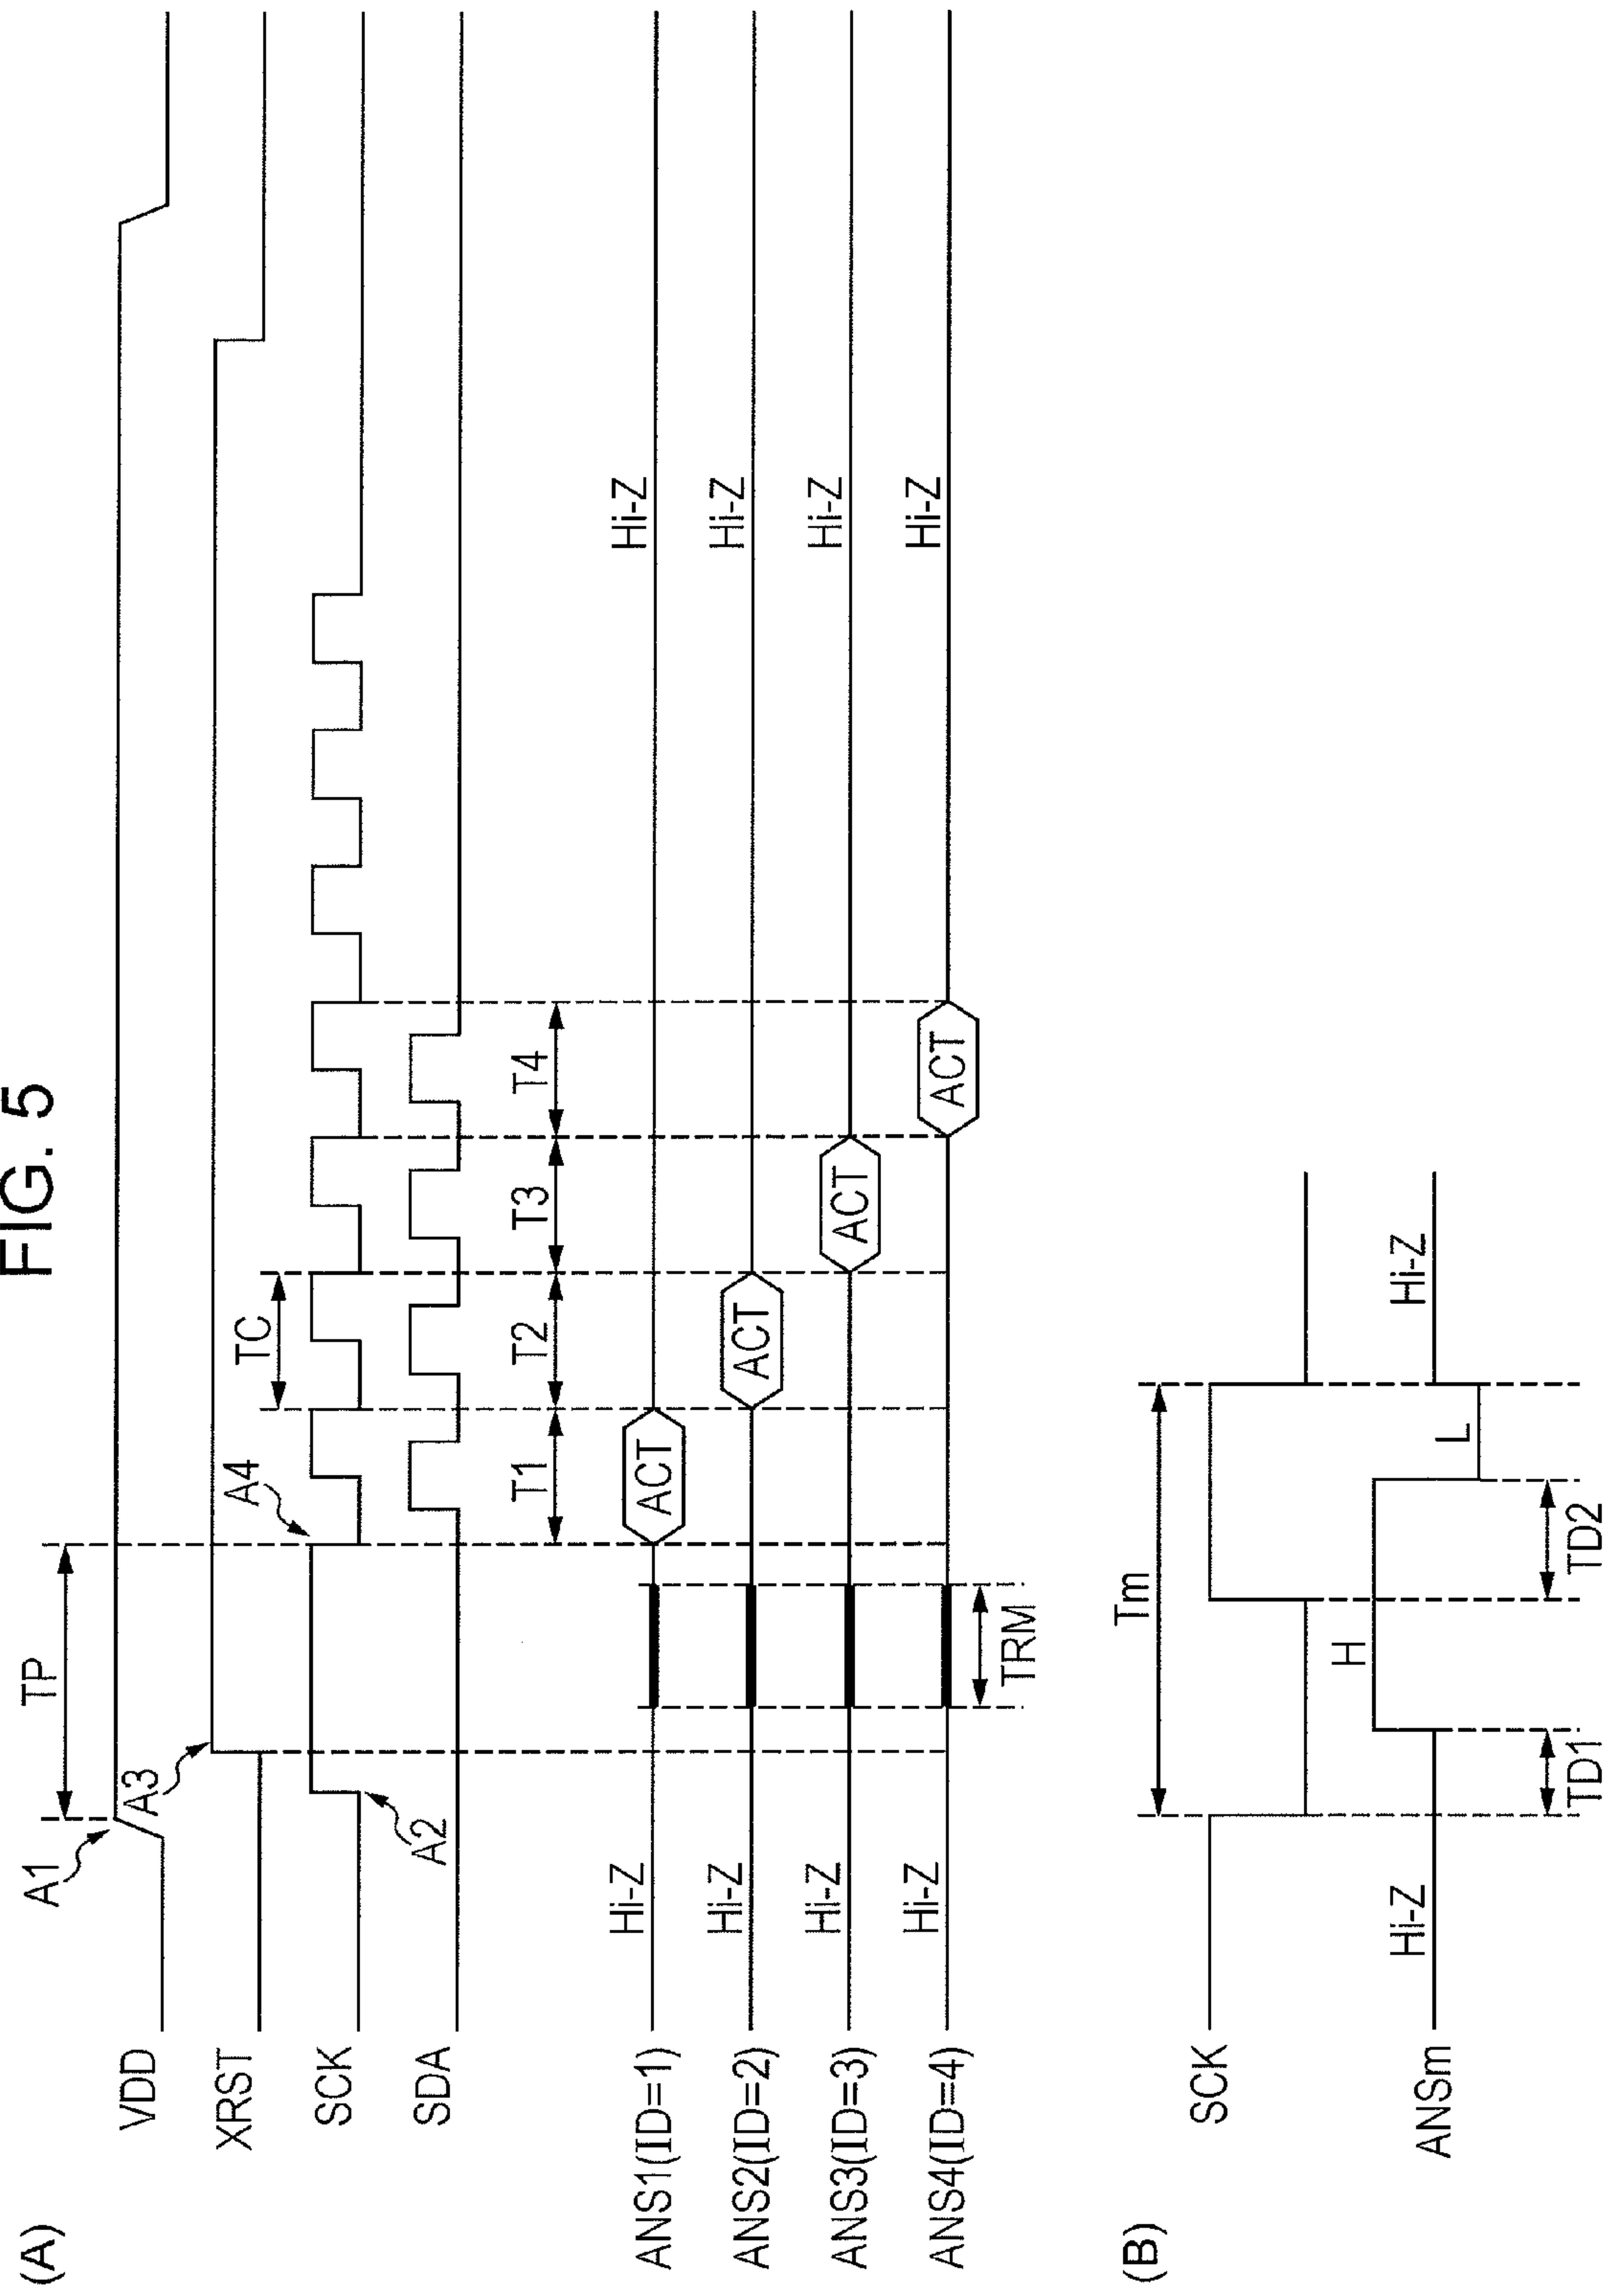 FIG. 5
(A)
A1
TP
VDD
A3
A4
TC
XRST
SCK
A2
SDA
T1
T2
T3
T4
ANS1(ID=1)
Hi-Z
ACT
Hi-Z
ANS2(ID=2)
Hi-Z
ACT
Hi-Z
ANS3(ID=3)
Hi-Z
ACT
Hi-Z
ANS4(ID=4)
Hi-Z
ACT
Hi-Z
TRM
(B)
Tm
SCK
H
ANSm
Hi-Z
L
Hi-Z
TD1
TD2